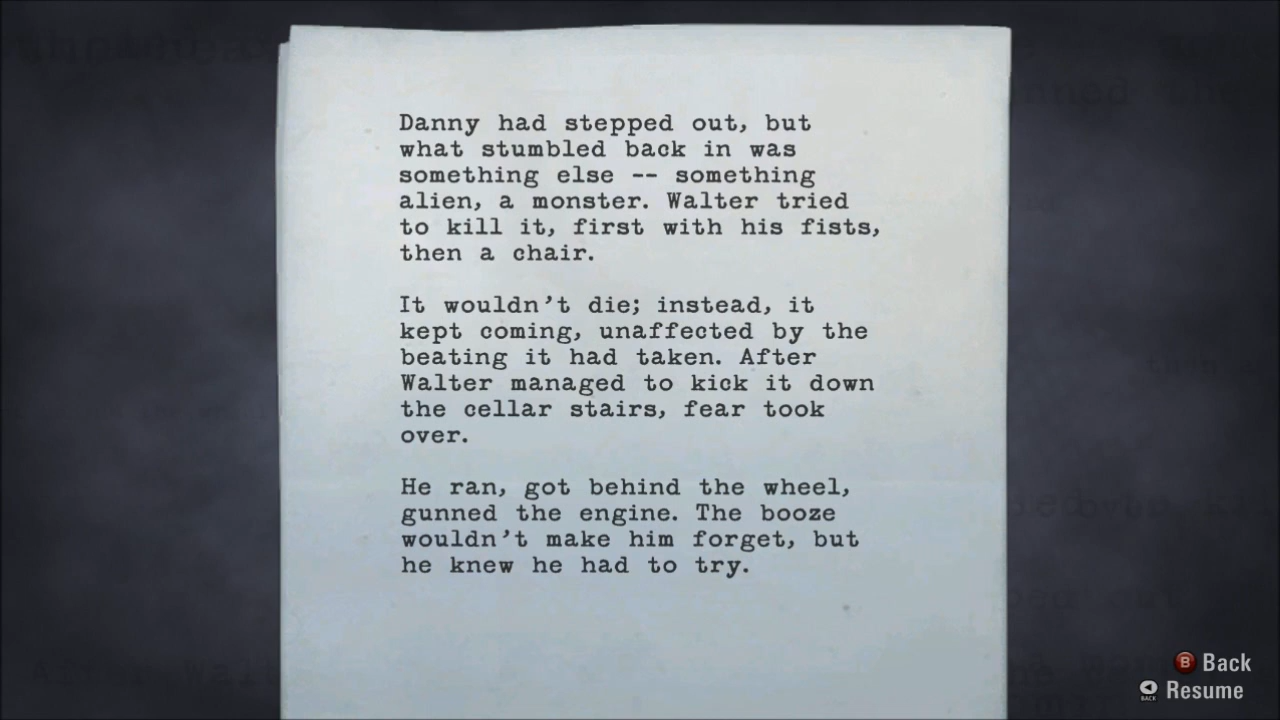 Danny had stepped out, but
what stumbled back in was
something else -- something
alien, a monster. Walter tried
to kill it, first with his fists,
then a chair.
It wouldn't die; instead, it
kept coming, unaffected by the
beating it had taken. After
Walter managed to kick it down
the cellar stairs, fear took
over.
He ran, got behind the wheel,
gunned the engine. The booze
wouldn't make him forget, but
he knew he had to try.
B Back
BACK Resume